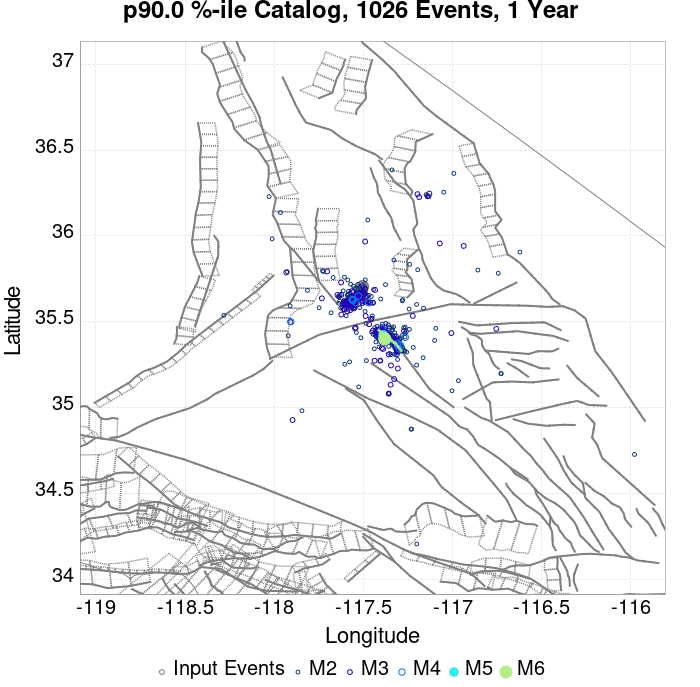 p90.0 %-ile Catalog, 1026 Events, 1 Year
37
36.5
36
35.5
35
34.5
34
Latitude
-119 -118.5 -118 -117.5 -117 -116.5 -116
Longitude
Input Events M2 M3 M4 M5 M6